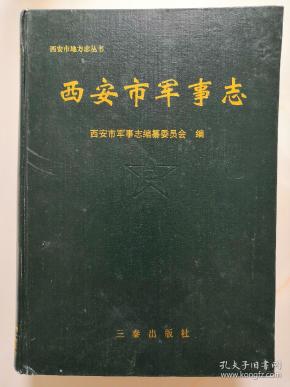 西安市地方志丛书
西安市军事志
西安市军事志编纂委员会 编
三秦出版社
孔夫子旧书网